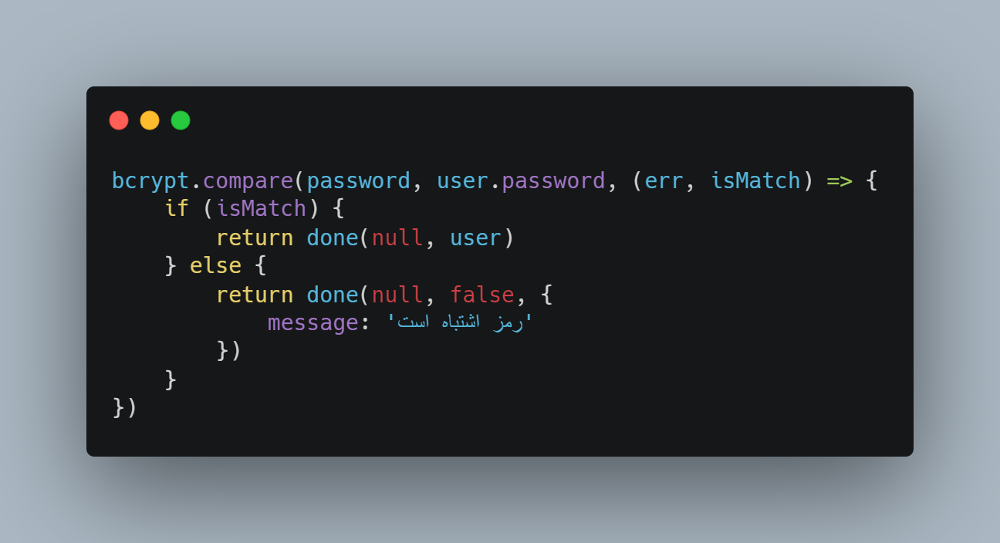 bcrypt.compare(password, user.password, (err, isMatch) => {
    if (isMatch) {
        return done(null, user)
    } else {
        return done(null, false, {
            message: 'رمز اشتباه است'
        })
    }
})